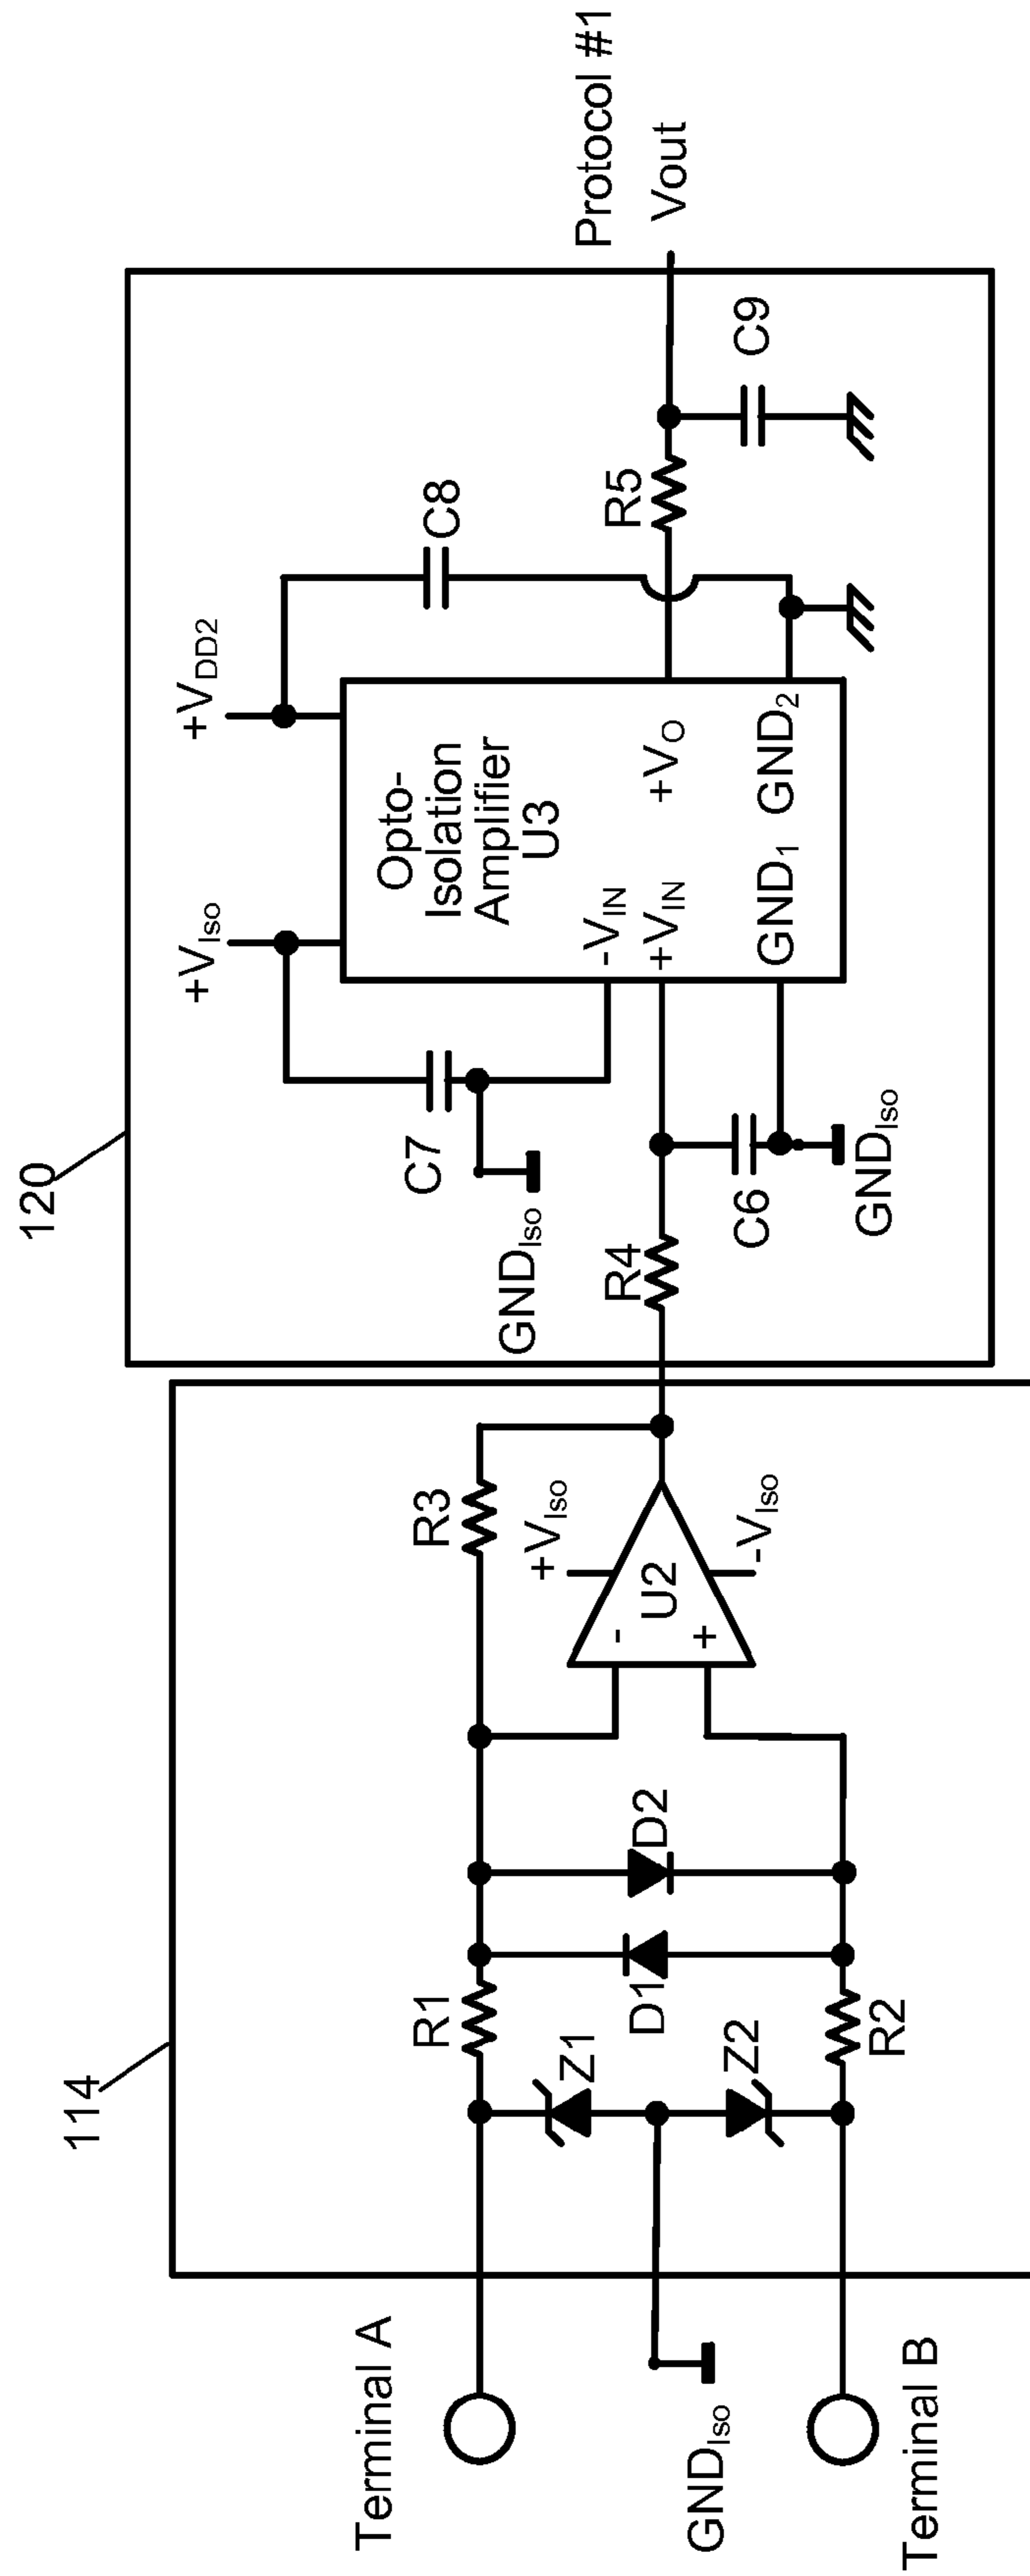 120
114
Protocol #1
Vout
+VDD2
+VIso
C8
C7
Opto-
Isolation
Amplifier
U3
-VIN
+VIN
+VO
GND1
GND2
GNDIso
R5
C9
R4
C6
GNDIso
R3
+VIso
U2
-
+
-VIso
D2
D1
R1
R2
Z1
Z2
Terminal A
GNDIso
Terminal B